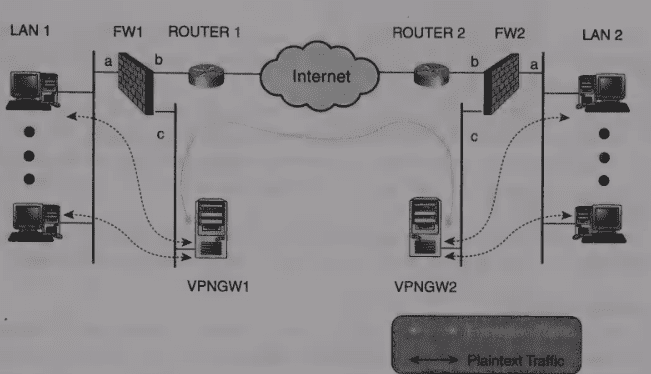 LAN 1
FW1
ROUTER 1
ROUTER 2
FW2
LAN 2
a
b
Internet
b
a
c
c
VPNGW1
VPNGW2
Plaintext Traffic